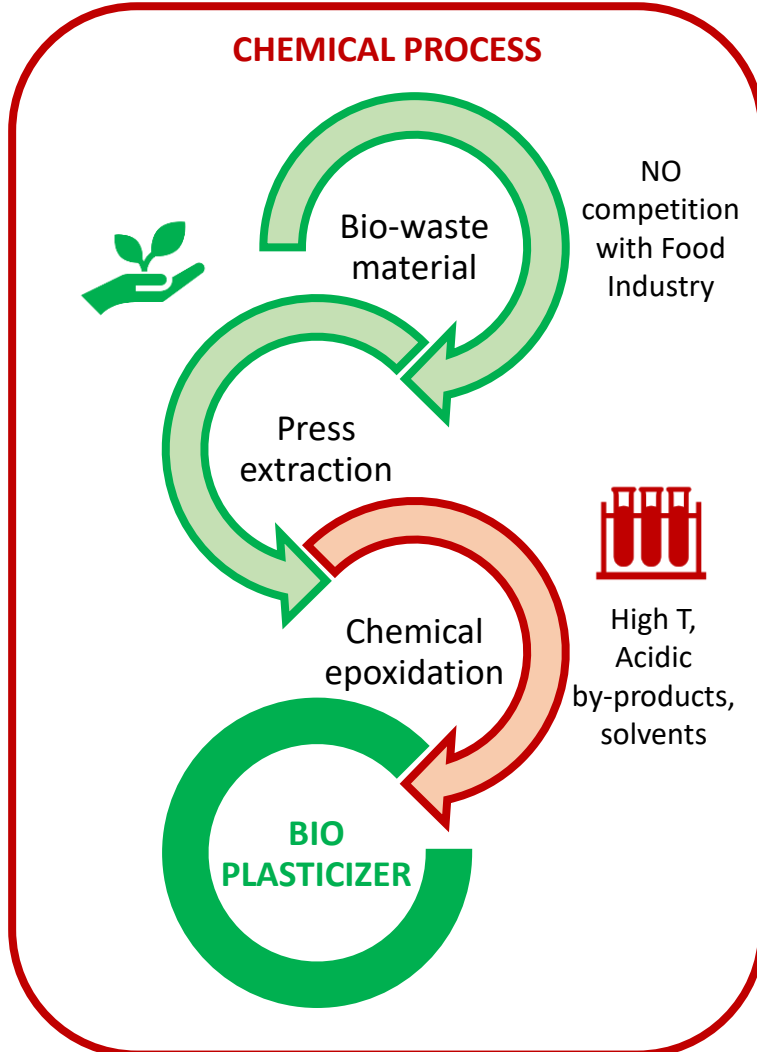 CHEMICAL PROCESS
Bio-waste
material
NO
competition
with Food
Industry
Press
extraction
Chemical
epoxidation
High T,
Acidic
by-products,
solvents
BIO
PLASTICIZER